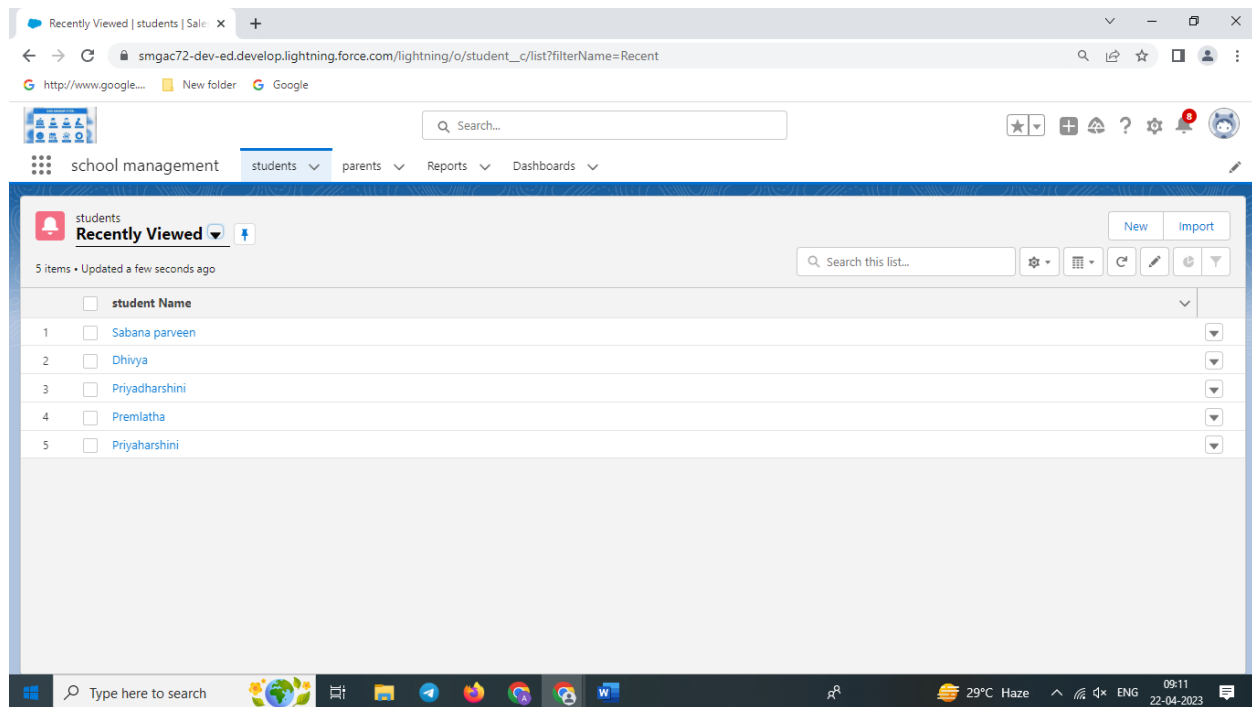 Recently Viewed | students | Sale
smgac72-dev-ed.develop.lightning.force.com/lightning/o/student__c/list?filterName=Recent
http://www.google.... New folder G Google
Search...
8
school management students parents Reports Dashboards
students
Recently Viewed
New Import
5 items • Updated a few seconds ago
Search this list...
student Name
1 Sabana parveen
2 Dhivya
3 Priyadharshini
4 Premlatha
5 Priyaharshini
Type here to search
29°C Haze ENG
09:11
22-04-2023